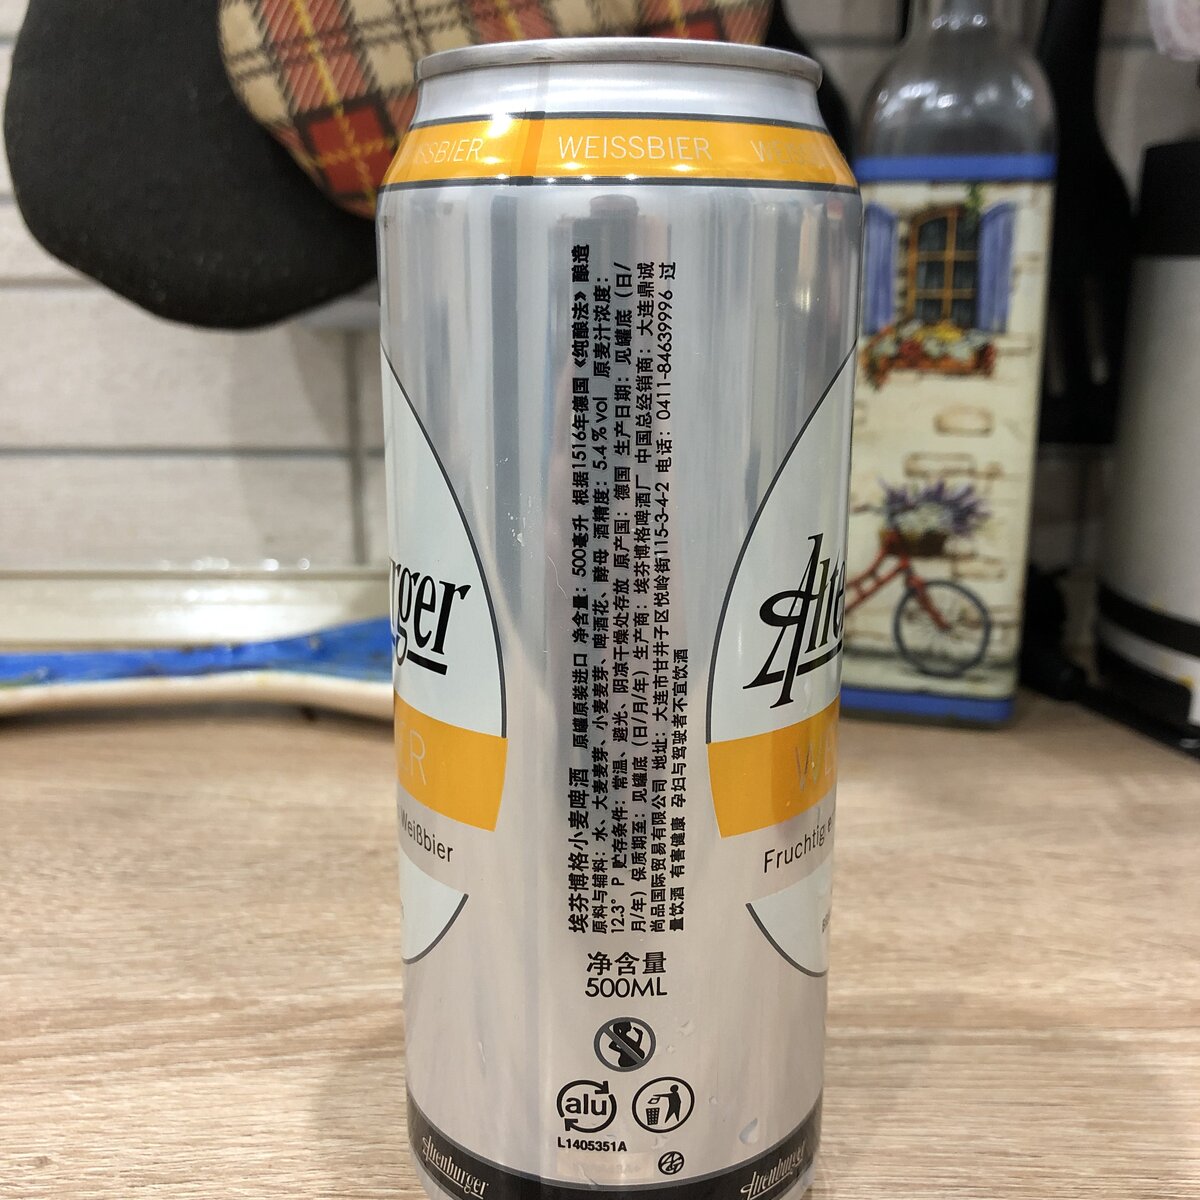 WEISSBIER
埃芬博格小麦啤酒 原罐原装进口 净含量：500毫升 根据1516年德国《纯酿法》酿造
原料与辅料：水、大麦麦芽、小麦麦芽、啤酒花、酵母 酒精度：5.4%vol 原麦汁浓度：
12.3° P 贮存条件：常温、避光、阴凉干燥处存放 原产国：德国 生产日期：见罐底（日/
月/年）保质期至：见罐底（日/月/年）生产商：埃芬博格啤酒厂 中国总经销商：大连鼎诚
尚品国际贸易有限公司 地址：大连市甘井子区悦岭街115-3-4-2 电话：0411-84639996 过
量饮酒 有害健康 孕妇与驾驶者不宜饮酒
净含量
500ML
alu
L1405351A
rger
ER
Weißbier
Alte
WE
Fruchtig
Altenburger
Altenburger